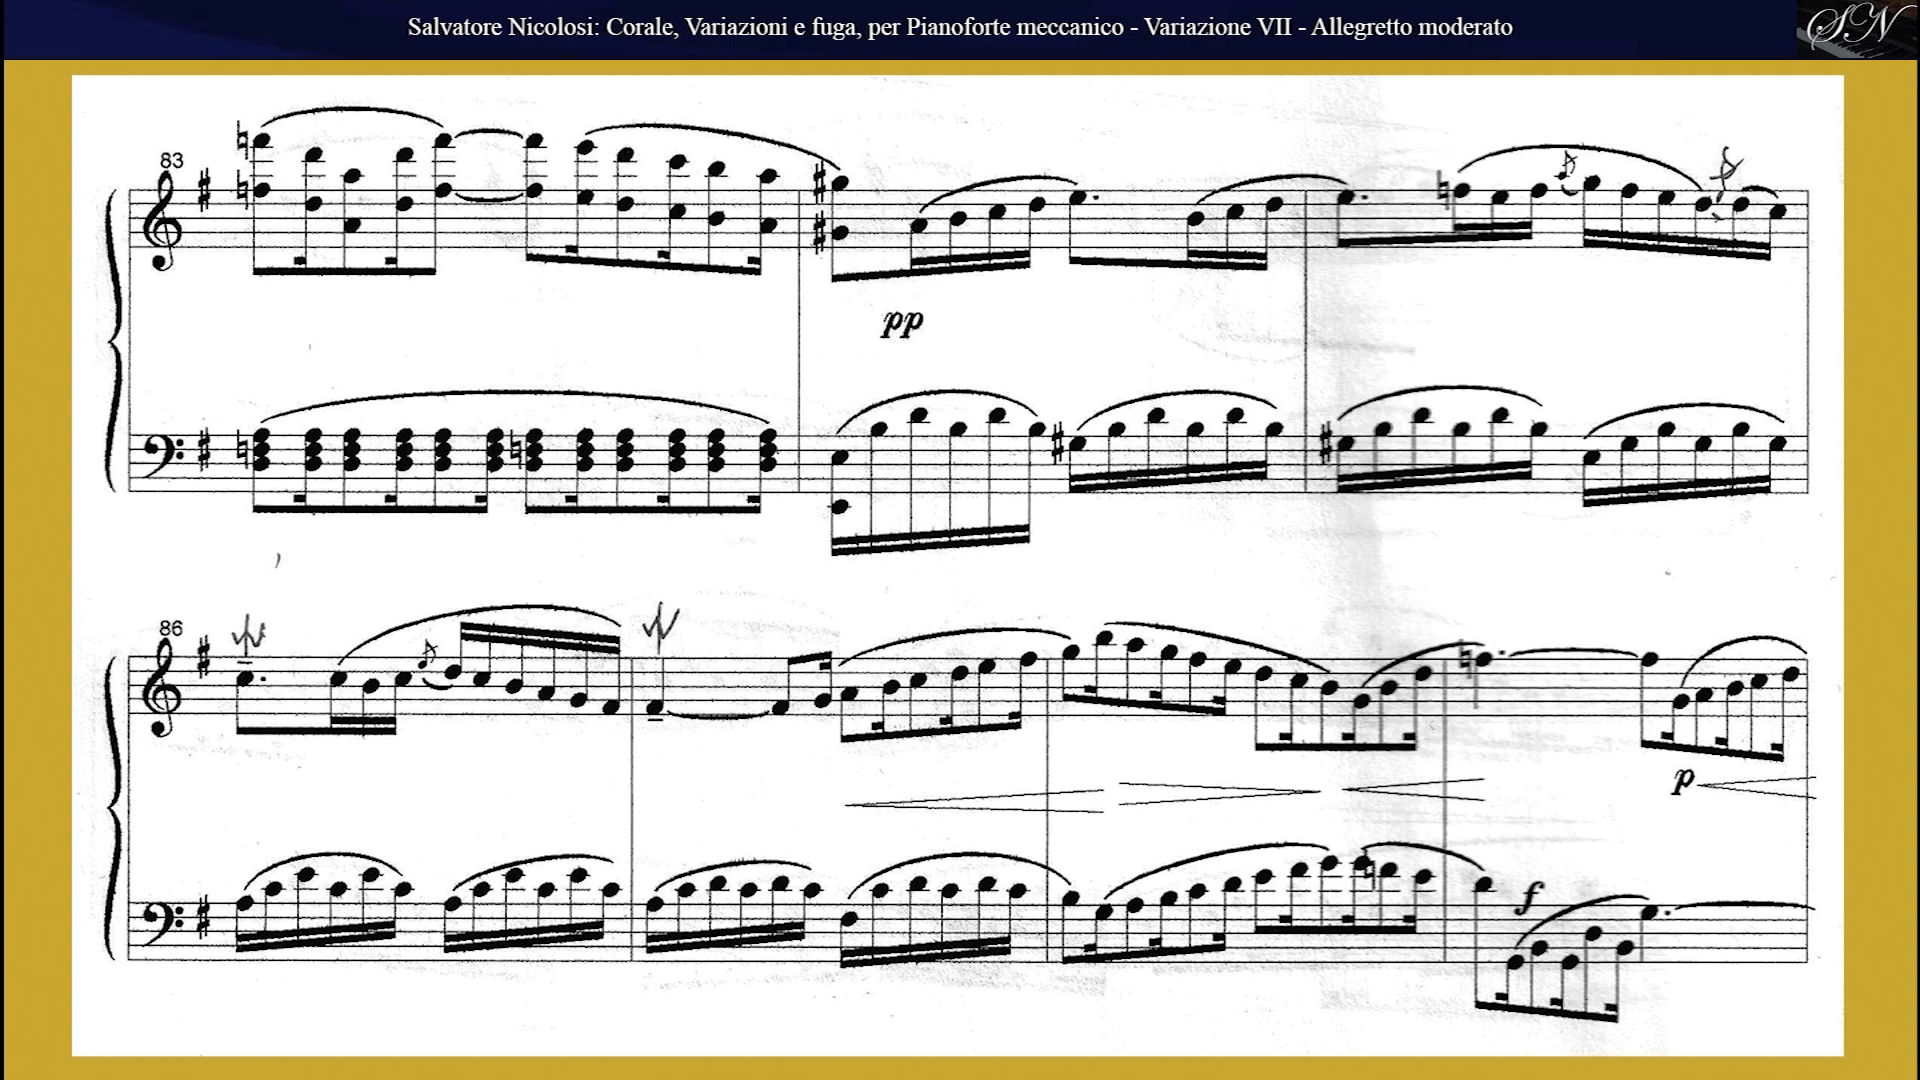 Salvatore Nicolosi: Corale, Variazioni e fuga, per Pianoforte meccanico - Variazione VII - Allegretto moderato
SN
83
pp
86
p
f